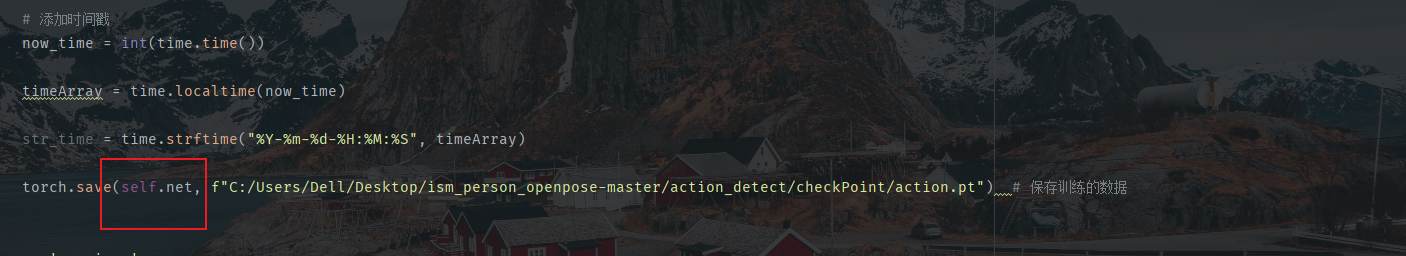 # 添加时间戳
now_time = int(time.time())
timeArray = time.localtime(now_time)
str_time = time.strftime("%Y-%m-%d-%H:%M:%S", timeArray)
torch.save(self.net, f"C:/Users/Dell/Desktop/ism_person_openpose-master/action_detect/checkPoint/action.pt")  # 保存训练的数据